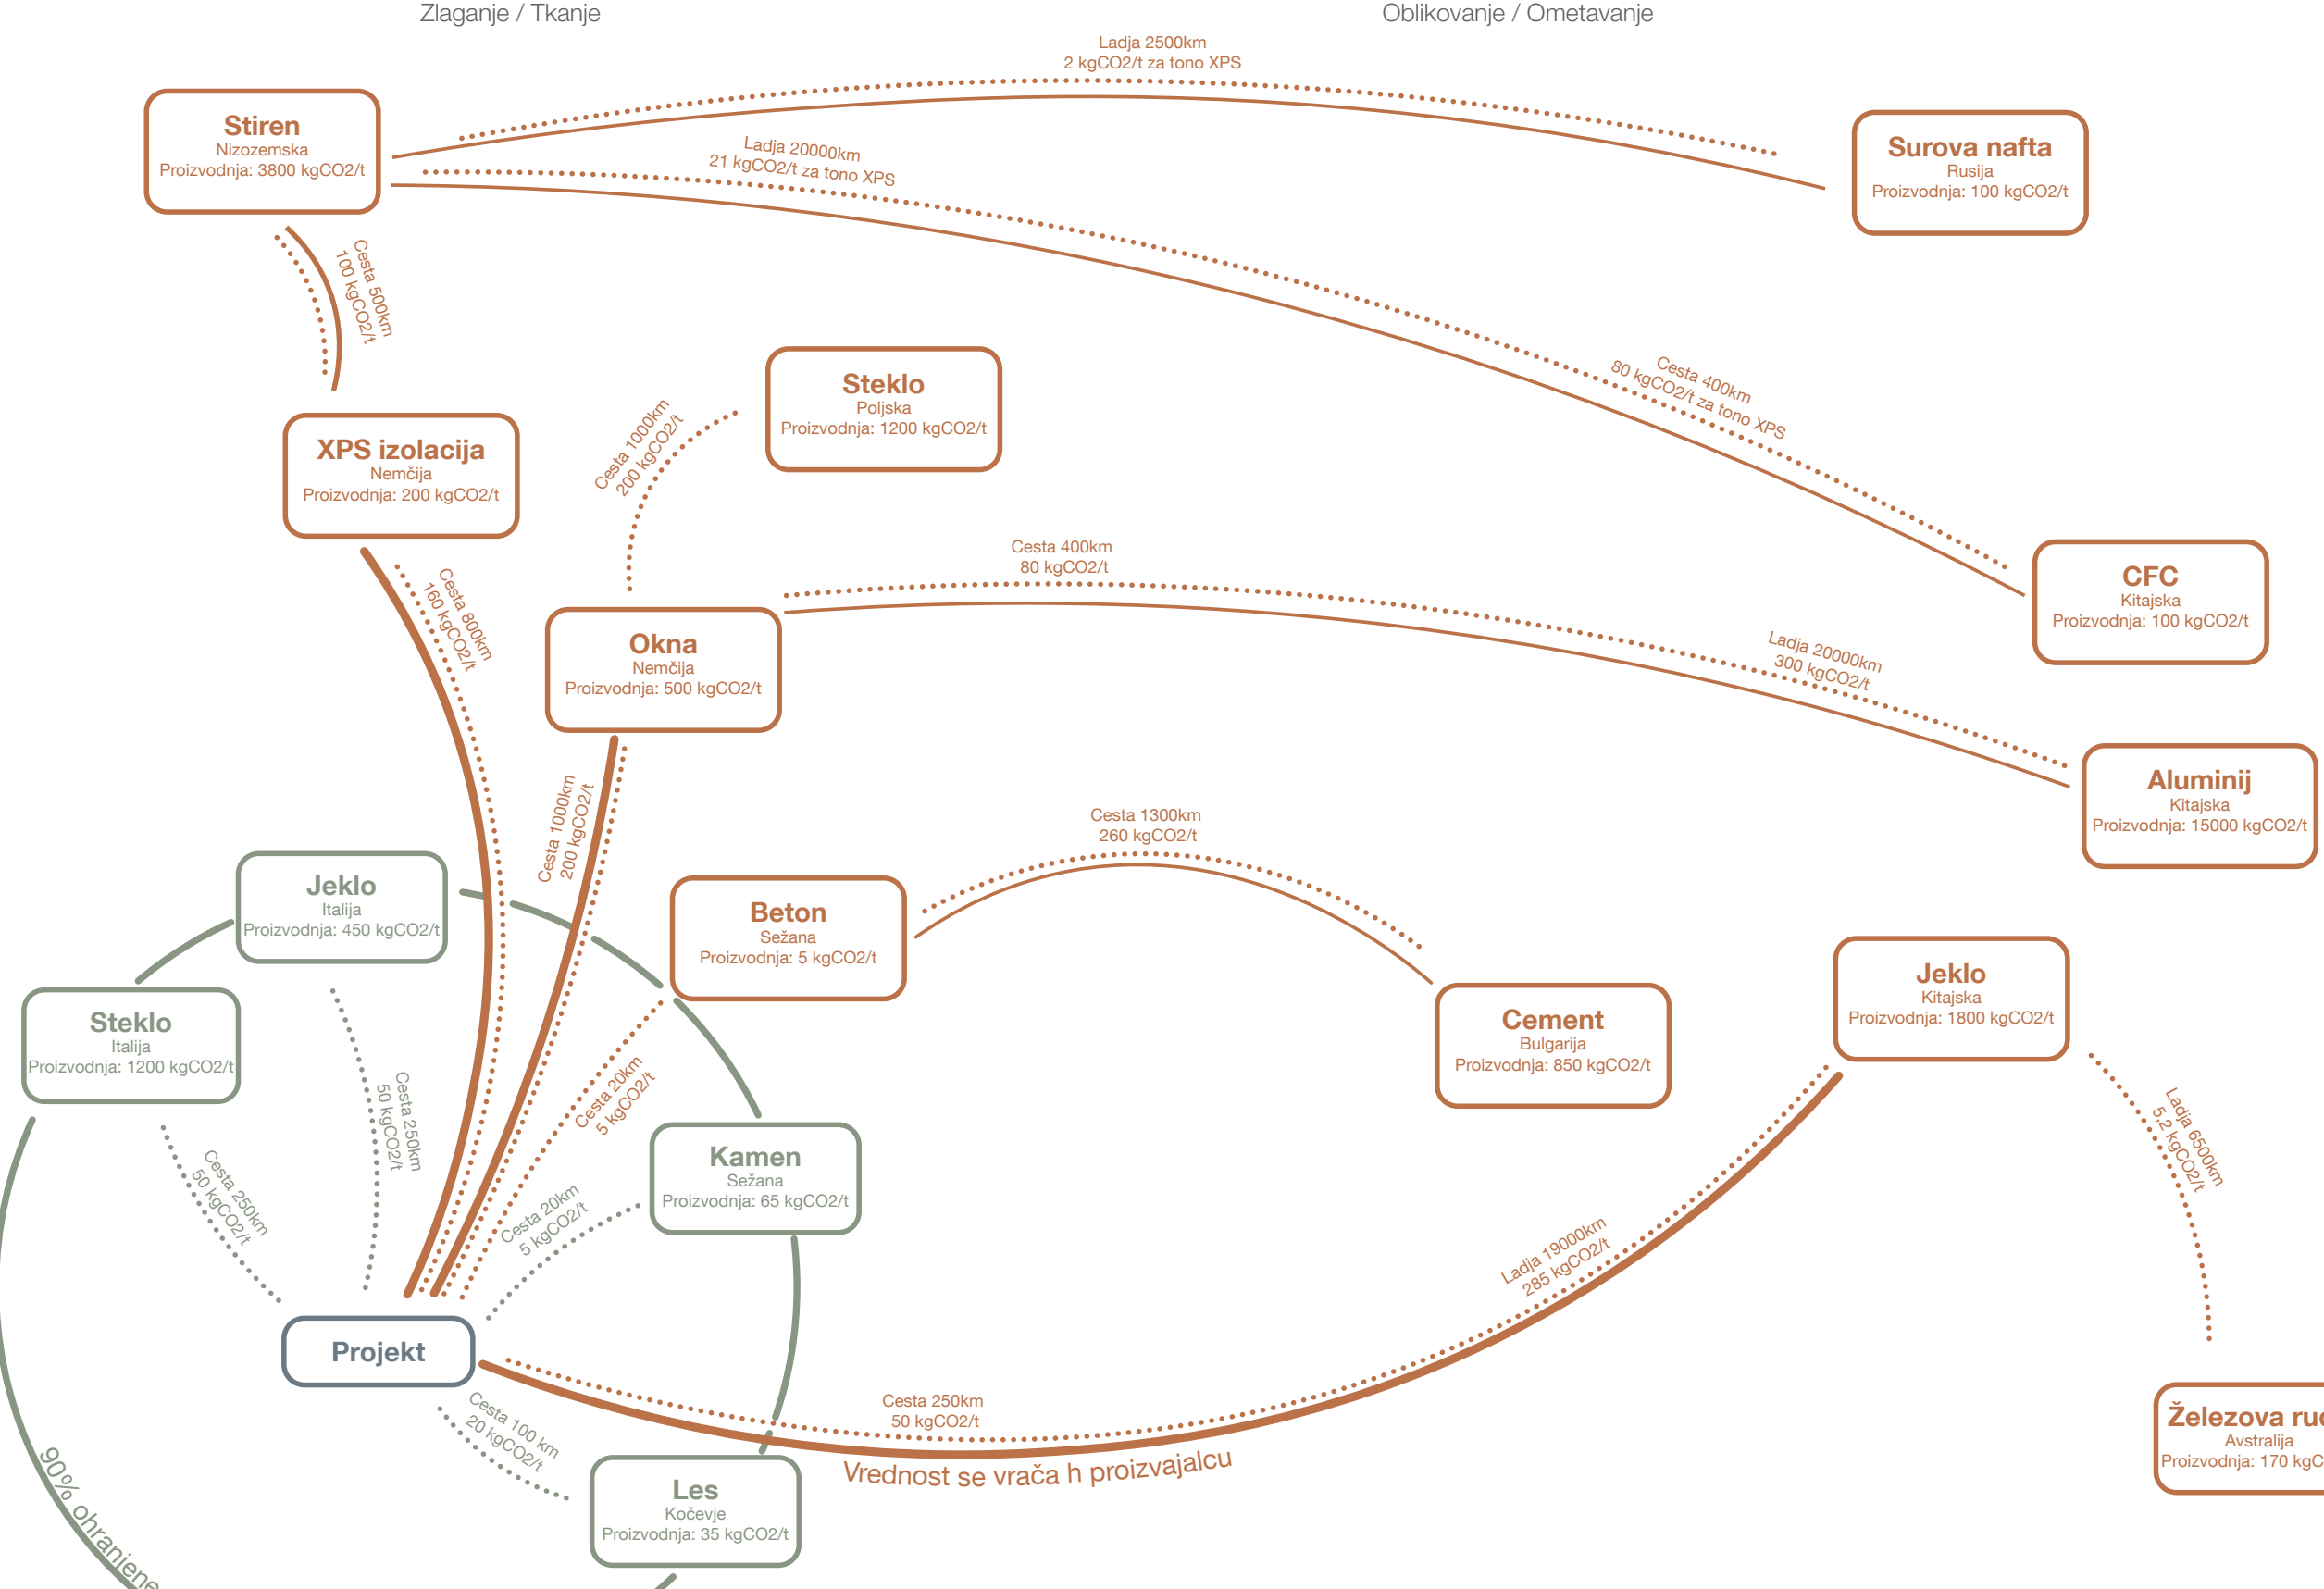 Zlaganje / Tkanje
Oblikovanje / Ometavanje
Ladja 2500km
2 kgCO2/t za tono XPS
Stiren
Nizozemska
Proizvodnja: 3800 kgCO2/t
Surova nafta
Rusija
Proizvodnja: 100 kgCO2/t
Ladja 20000km
21 kgCO2/t za tono XPS
Cesta 500km
100 kgCO2/t
Steklo
Poljska
Proizvodnja: 1200 kgCO2/t
Cesta 400km
80 kgCO2/t za tono XPS
Cesta 1000km
200 kgCO2/t
XPS izolacija
Nemčija
Proizvodnja: 200 kgCO2/t
Cesta 400km
80 kgCO2/t
CFC
Kitajska
Proizvodnja: 100 kgCO2/t
Cesta 800km
160 kgCO2/t
Okna
Nemčija
Proizvodnja: 500 kgCO2/t
Ladja 20000km
300 kgCO2/t
Aluminij
Kitajska
Proizvodnja: 15000 kgCO2/t
Cesta 1000km
200 kgCO2/t
Cesta 1300km
260 kgCO2/t
Jeklo
Italija
Proizvodnja: 450 kgCO2/t
Beton
Sežana
Proizvodnja: 5 kgCO2/t
Jeklo
Kitajska
Proizvodnja: 1800 kgCO2/t
Steklo
Italija
Proizvodnja: 1200 kgCO2/t
Cement
Bulgarija
Proizvodnja: 850 kgCO2/t
Cesta 20km
5 kgCO2/t
Cesta 250km
50 kgCO2/t
Ladja 6500km
5,2 kgCO2/t
Kamen
Sežana
Proizvodnja: 65 kgCO2/t
Cesta 250km
50 kgCO2/t
Cesta 20km
5 kgCO2/t
Ladja 19000km
285 kgCO2/t
Projekt
Cesta 250km
50 kgCO2/t
Cesta 100 km
20 kgCO2/t
Vrednost se vrača h proizvajalcu
Železova ru
Avstralija
Proizvodnja: 170 kgC
Les
Kočevje
Proizvodnja: 35 kgCO2/t
90% ohranjene